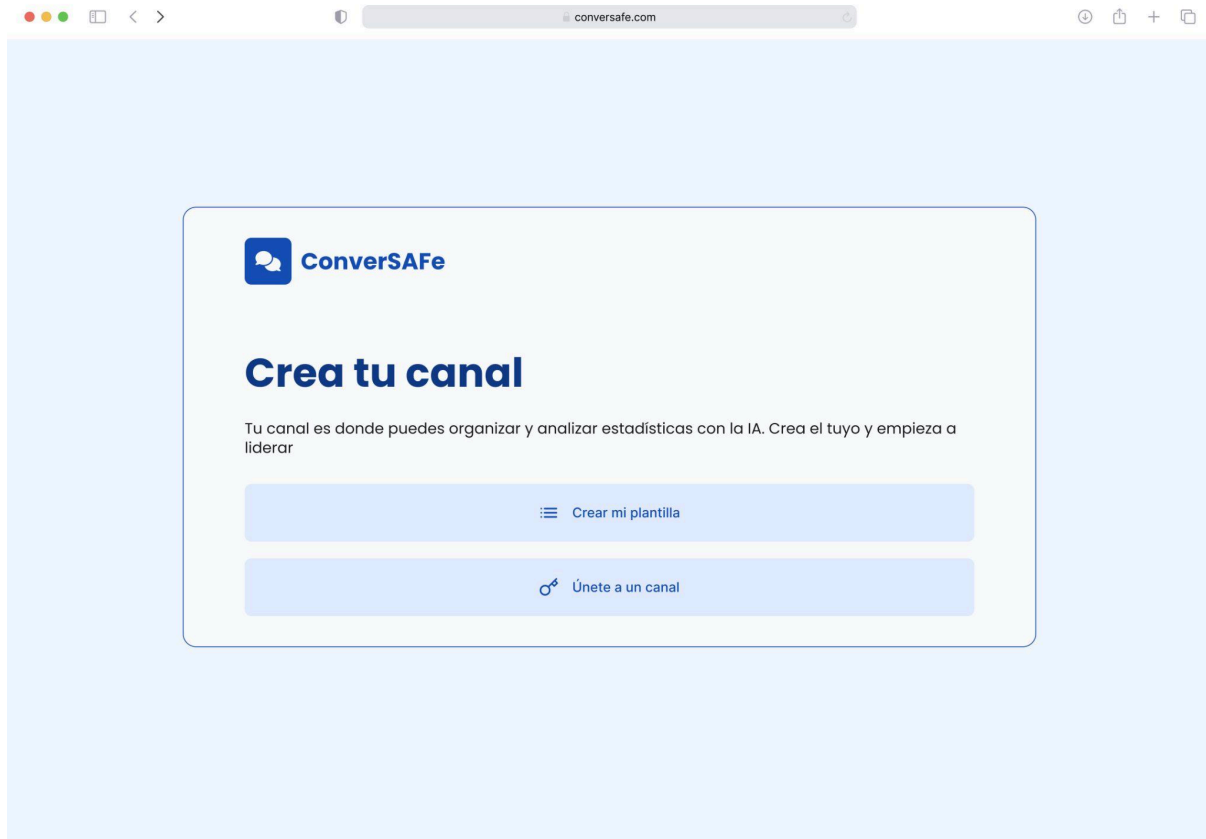 conversafe.com
ConverSAFe
Crea tu canal
Tu canal es donde puedes organizar y analizar estadísticas con la IA. Crea el tuyo y empieza a
liderar
Crear mi plantilla
Únete a un canal